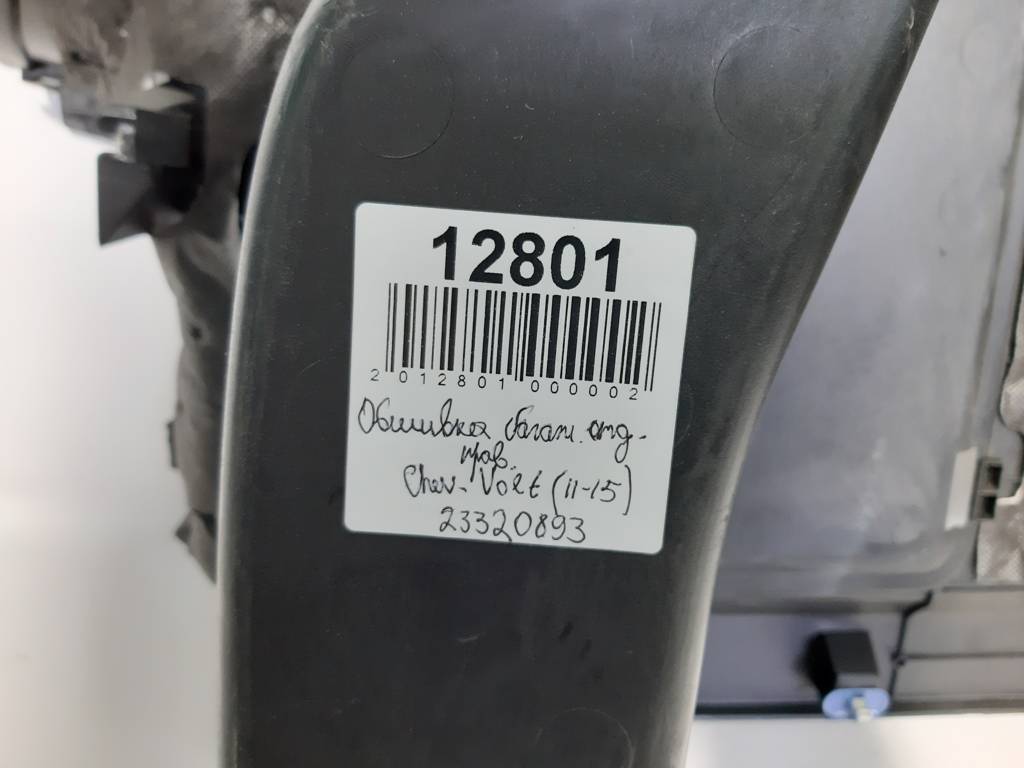 12801
2 012801 000002
Обшивка багаж. отд.
прав.
Chev. Volt (11-15)
23320893